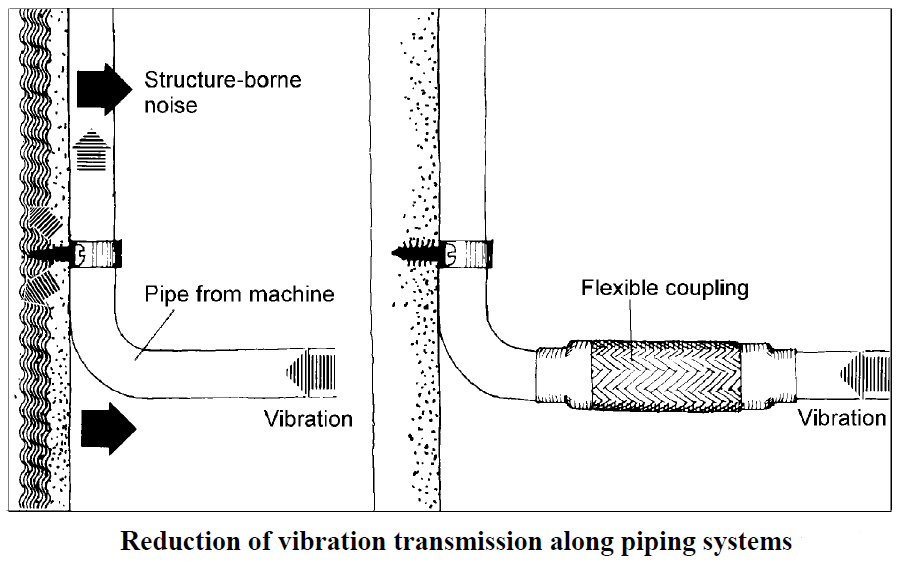 Structure-borne
noise
Pipe from machine
Vibration
Flexible coupling
Vibration
Reduction of vibration transmission along piping systems